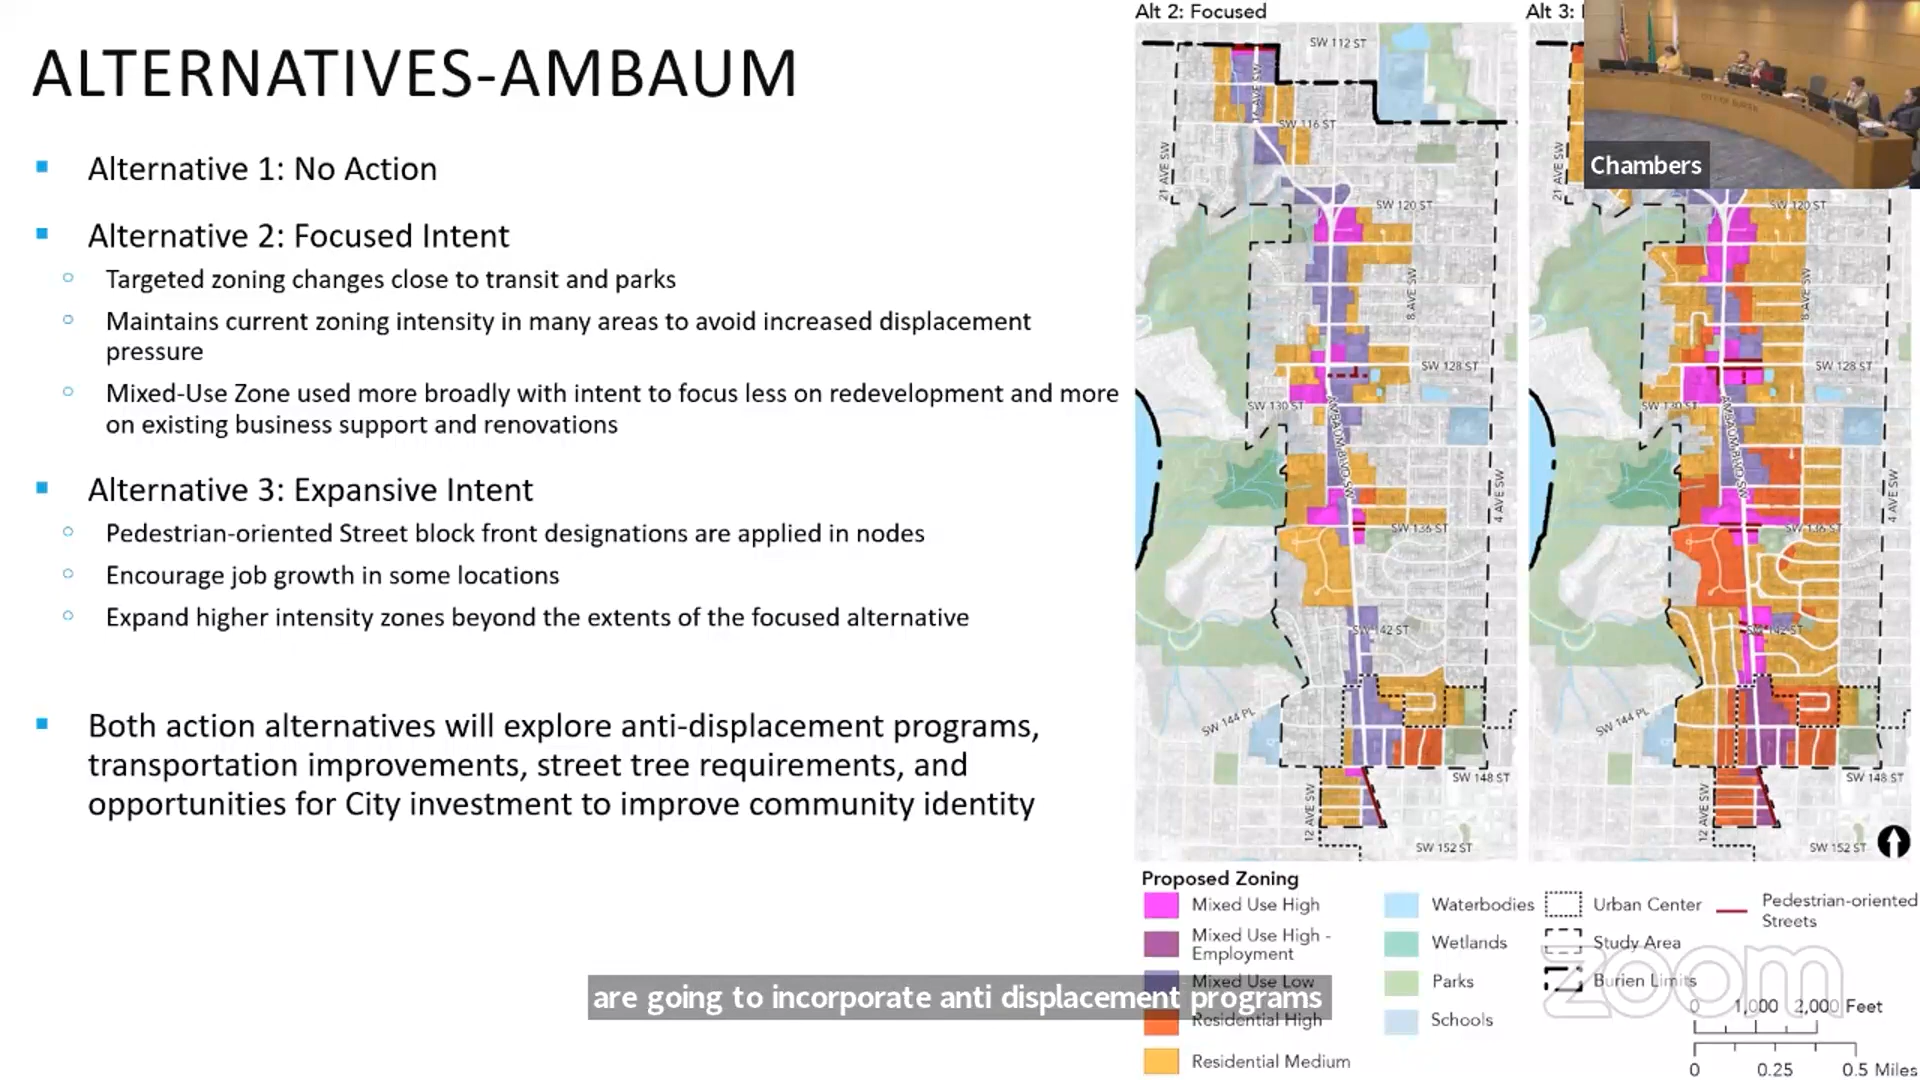 ALTERNATIVES-AMBAUM
Alternative 1: No Action
Alternative 2: Focused Intent
Targeted zoning changes close to transit and parks
Maintains current zoning intensity in many areas to avoid increased displacement
pressure
Mixed-Use Zone used more broadly with intent to focus less on redevelopment and more
on existing business support and renovations
Alternative 3: Expansive Intent
Pedestrian-oriented Street block front designations are applied in nodes
Encourage job growth in some locations
Expand higher intensity zones beyond the extents of the focused alternative
Both action alternatives will explore anti-displacement programs,
transportation improvements, street tree requirements, and
opportunities for City investment to improve community identity
Alt 2: Focused
SW 112 ST
SW 116 ST
21 AVE SW
SW 120 ST
8 AVE SW
SW 128 ST
SW 130 ST
AMBAUM BLVD SW
4 AVE SW
SW 136 ST
SW 142 ST
SW 144 PL
SW 148 ST
12 AVE SW
SW 152 ST
Alt 3:
21 AVE SW
SW 120 ST
8 AVE SW
SW 128 ST
SW 130 ST
AMBAUM BLVD SW
4 AVE SW
SW 136 ST
SW 142 ST
SW 144 PL
SW 148 ST
12 AVE SW
SW 152 ST
Chambers
Proposed Zoning
Mixed Use High
Mixed Use High -
Employment
Mixed Use Low
Residential High
Residential Medium
Waterbodies
Wetlands
Parks
Schools
Urban Center
Study Area
Burien Limits
Pedestrian-oriented
Streets
0 1,000 2,000 Feet
0 0.25 0.5 Miles
zoom
are going to incorporate anti displacement programs